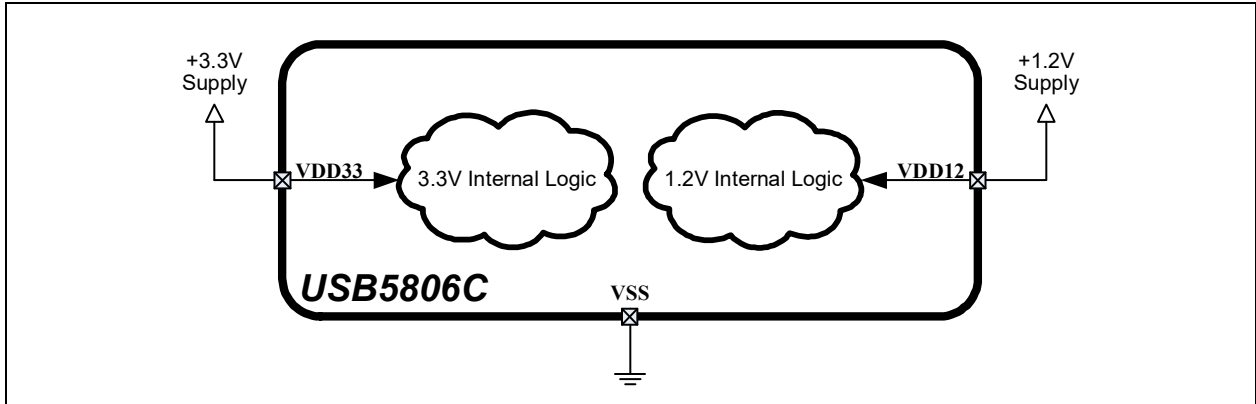 +3.3V
Supply
+1.2V
Supply
VDD33
3.3V Internal Logic
1.2V Internal Logic
VDD12
USB5806C
VSS